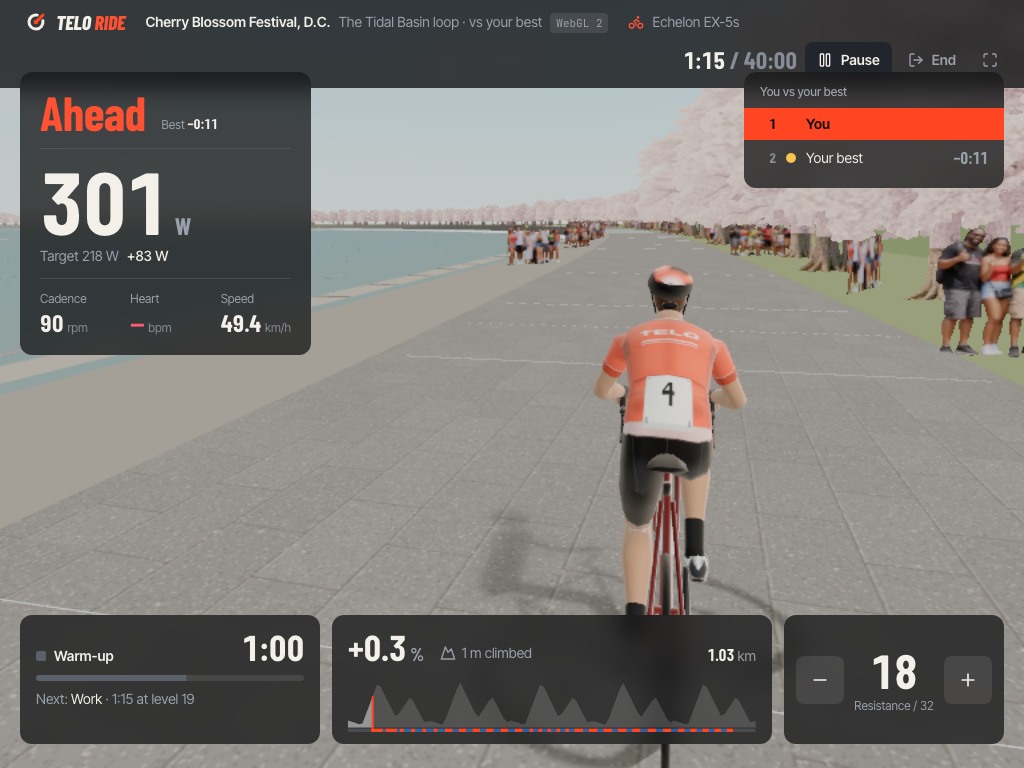 TELO RIDE Cherry Blossom Festival, D.C. The Tidal Basin loop · vs your best WebGL 2 Echelon EX-5s
1:15 / 40:00 Pause End
Ahead Best −0:11
301 W
Target 218 W +83 W
Cadence Heart Speed
90 rpm — bpm 49.4 km/h
You vs your best
1 You
2 Your best −0:11
TELO
4
Warm-up 1:00
Next: Work · 1:15 at level 19
+0.3 % 1 m climbed 1.03 km
− 18 +
Resistance / 32